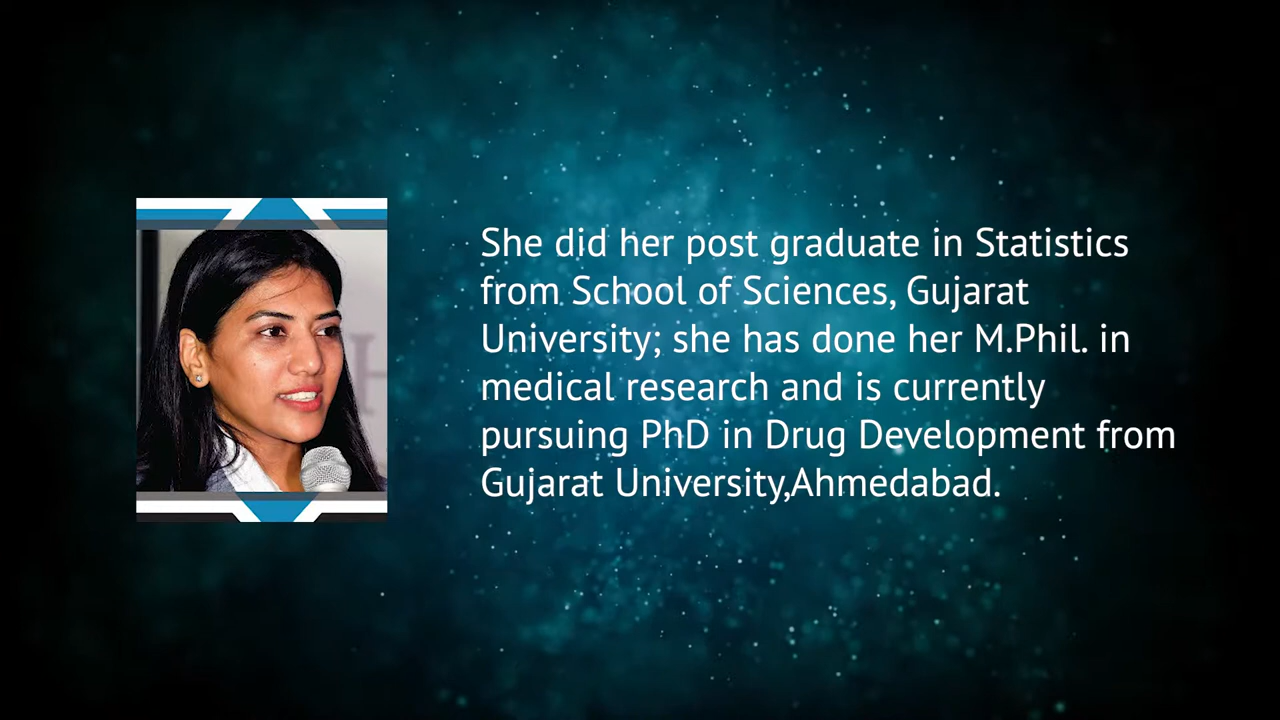 She did her post graduate in Statistics
from School of Sciences, Gujarat
University; she has done her M.Phil. in
medical research and is currently
pursuing PhD in Drug Development from
Gujarat University,Ahmedabad.